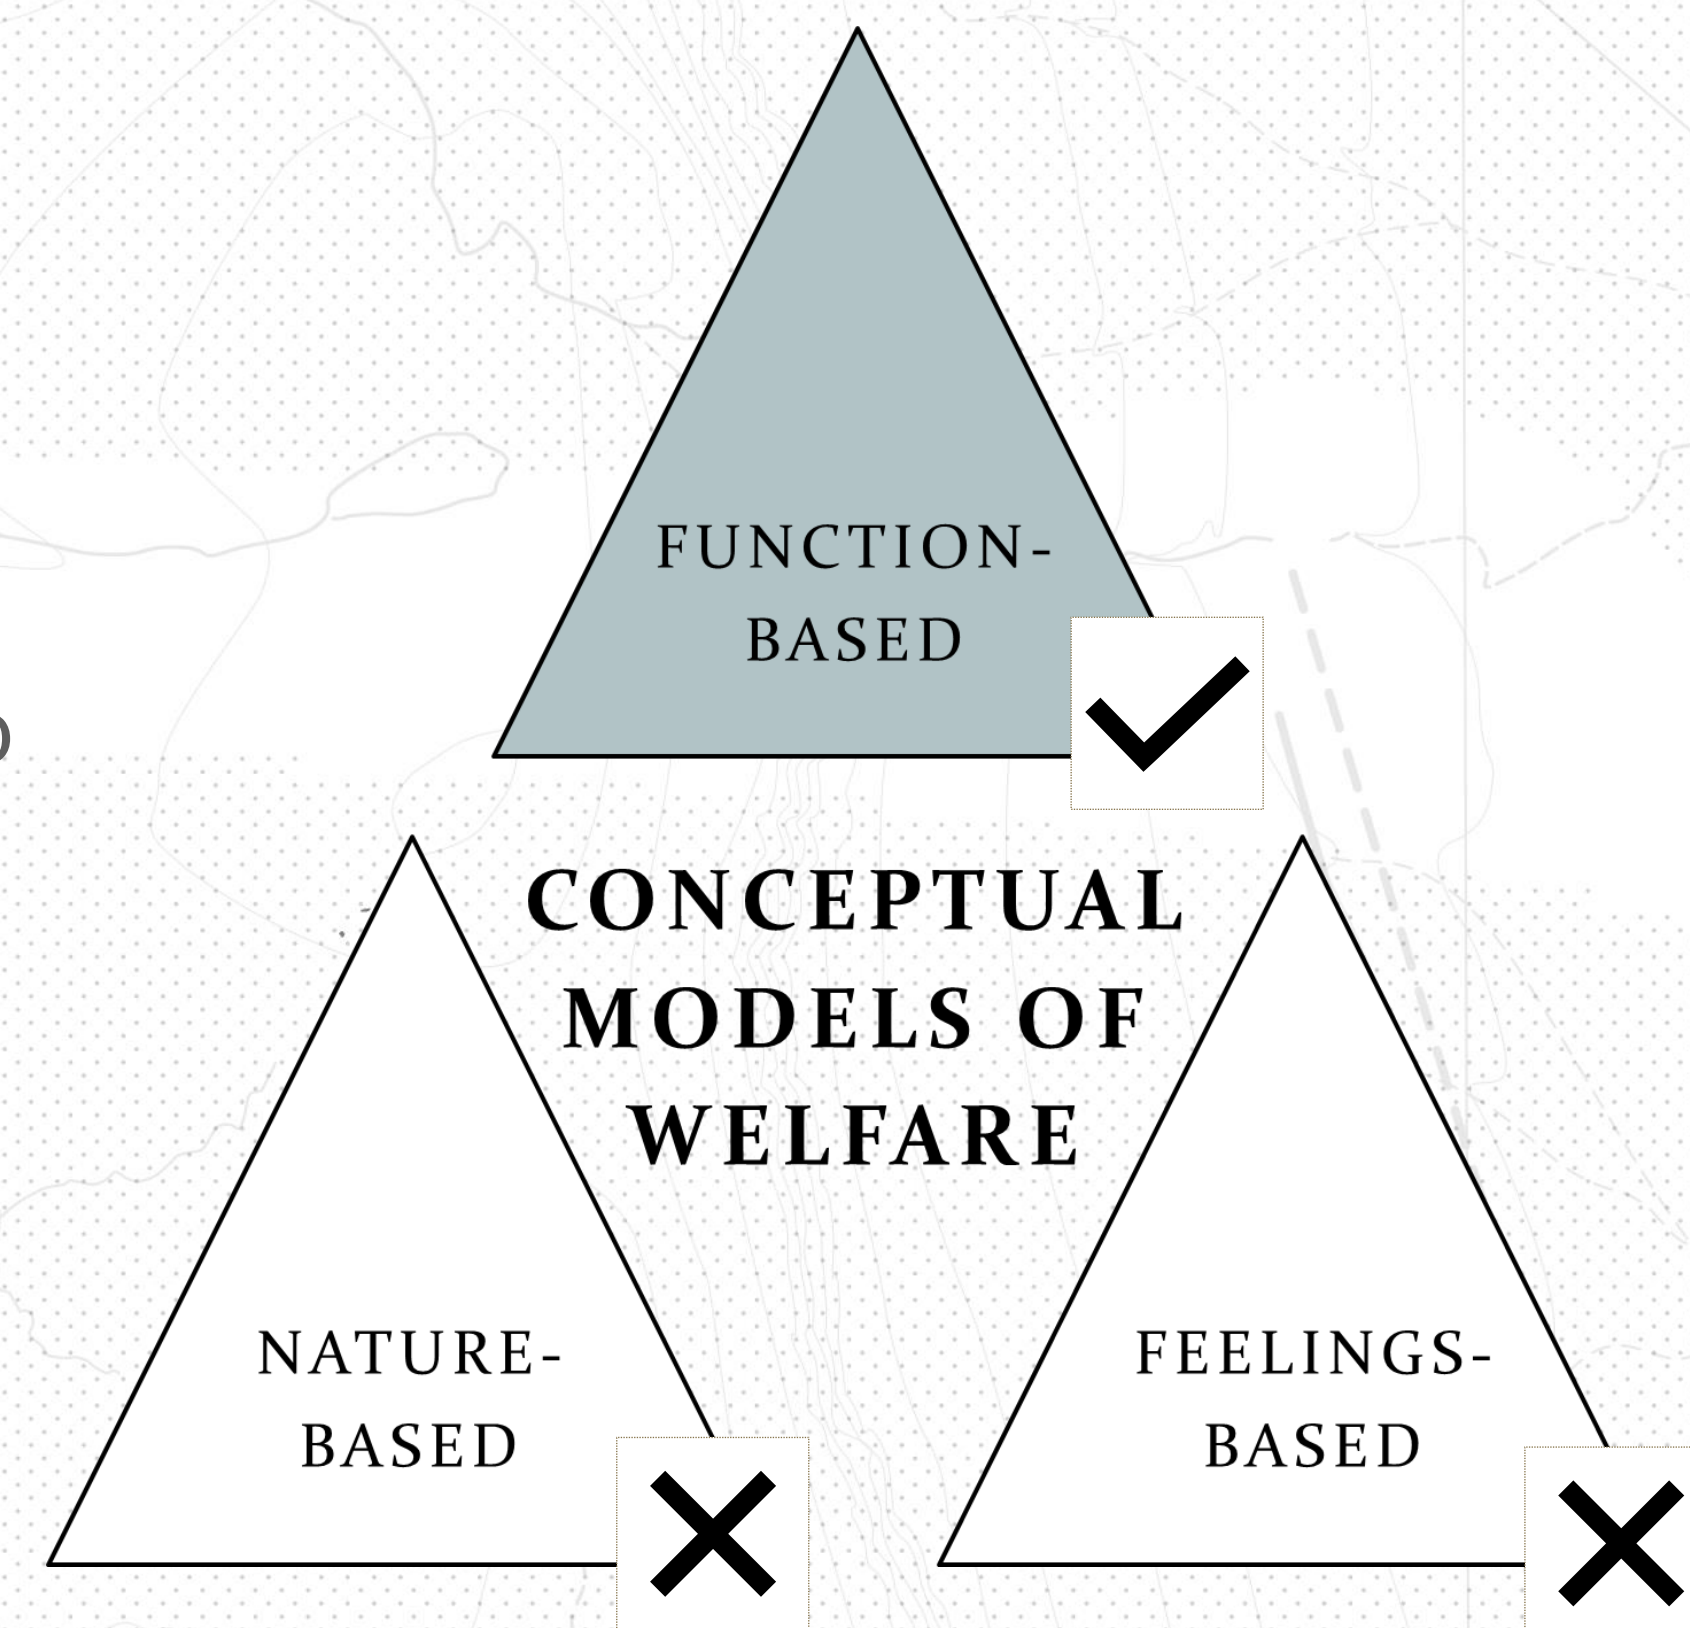 FUNCTION-
BASED
CONCEPTUAL
MODELS OF
WELFARE
NATURE-
BASED
FEELINGS-
BASED